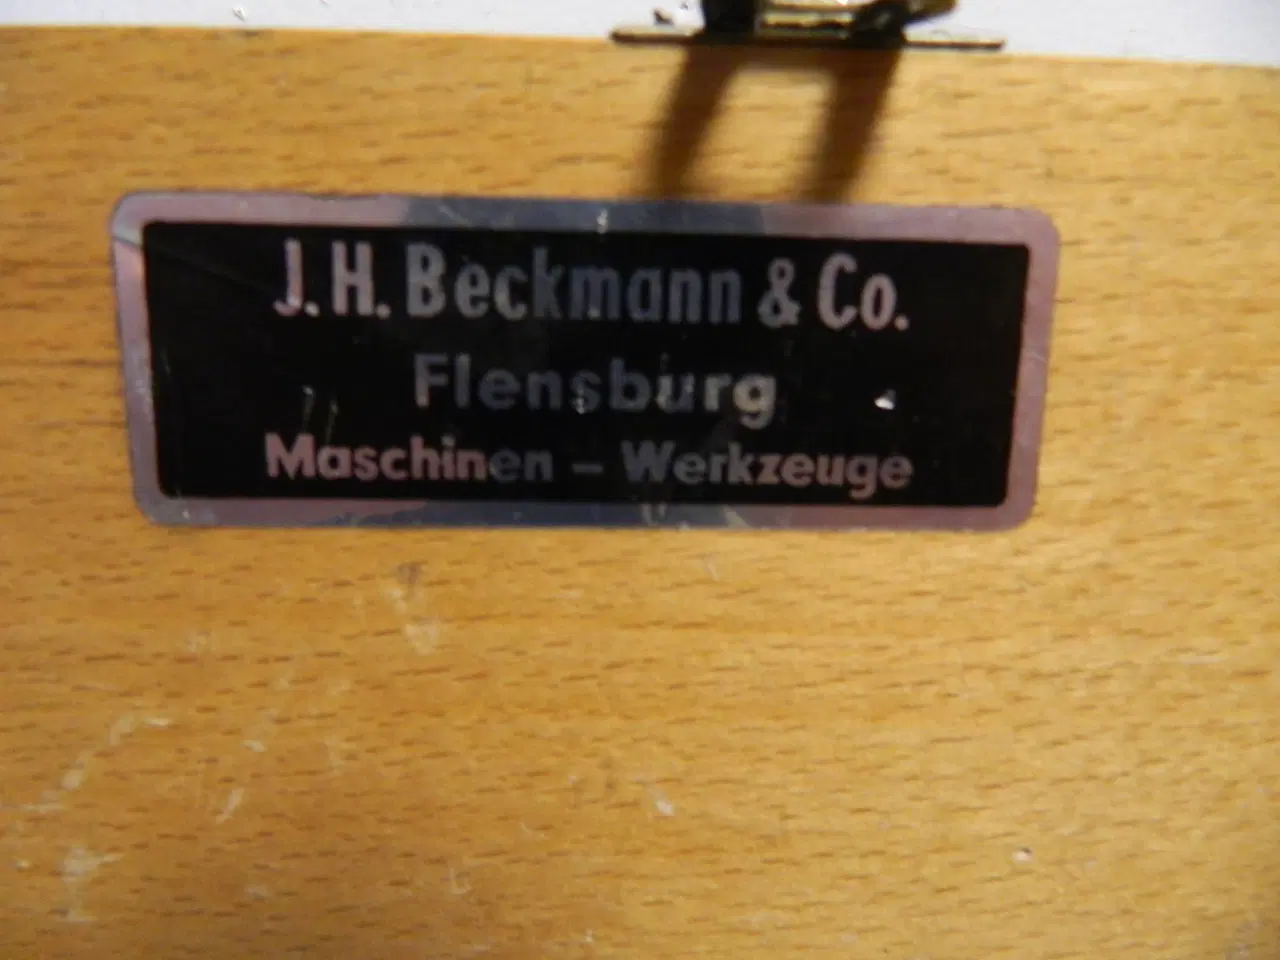 J.H. Beckmann & Co.
Flensburg
Maschinen – Werkzeuge